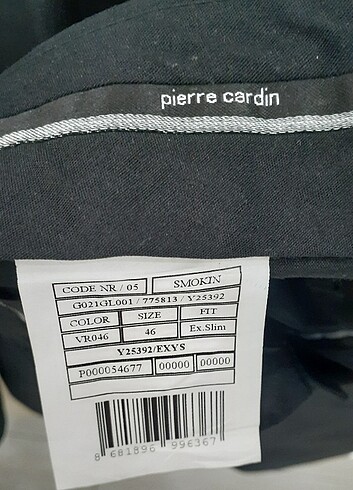 pierre cardin
CODE NR / 05 SMOKIN
G021GL001 / 775813 / Y25392
COLOR SIZE FIT
VR046 46 Ex.Slim
Y25392/EXYS
P000054677 00000 00000
8 681896 996367